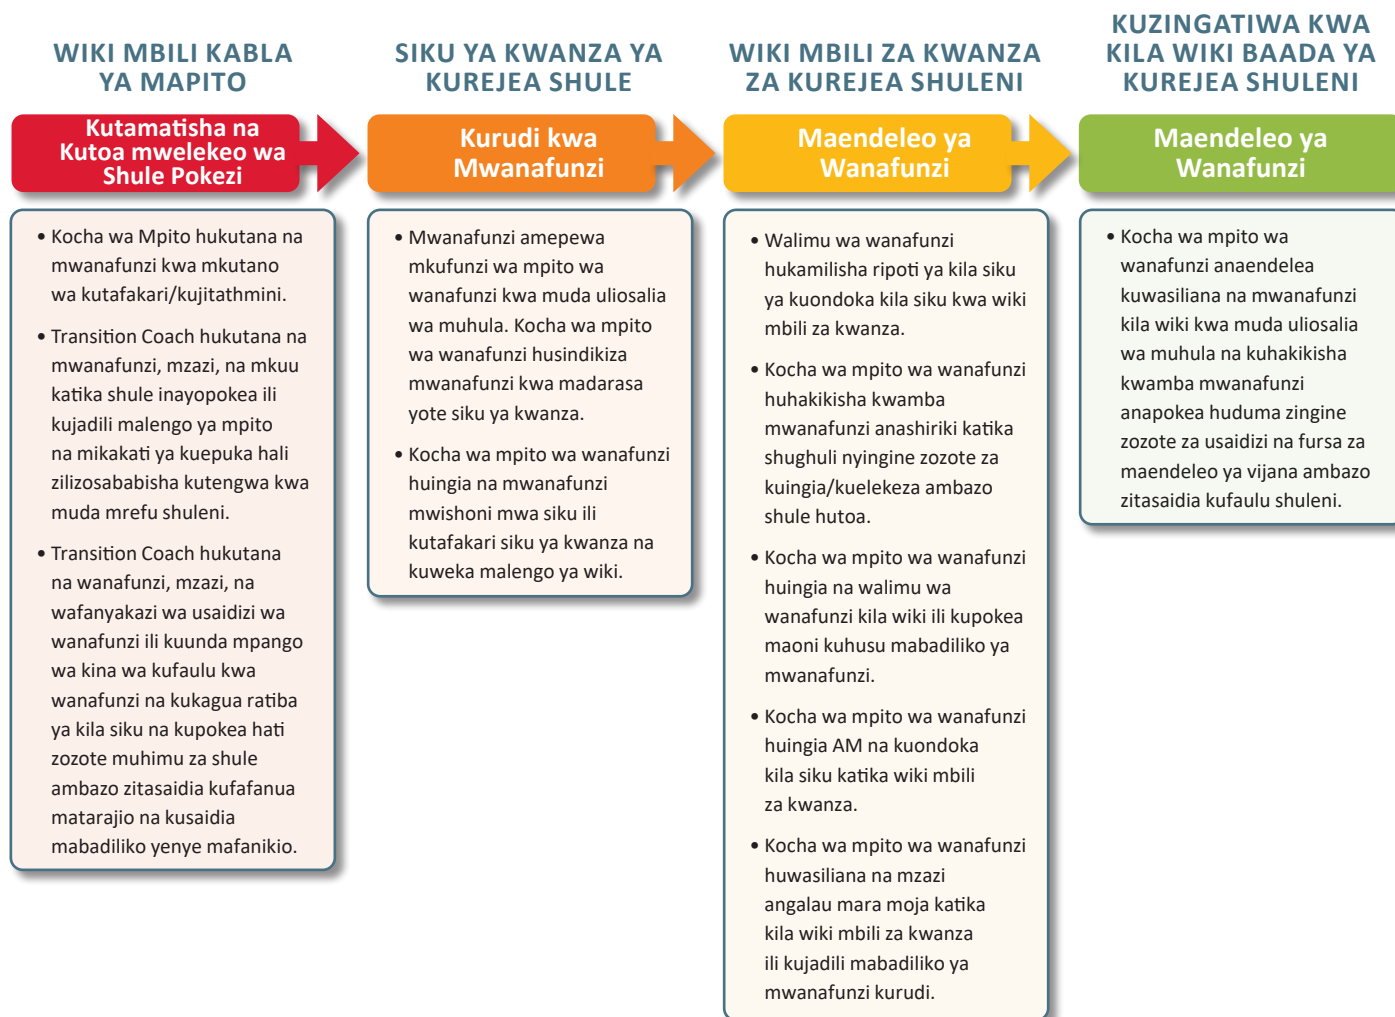 WIKI MBILI KABLA
YA MAPITO
Kutamatisha na
Kutoa mwelekeo wa
Shule Pokezi
• Kocha wa Mpito hukutana na
mwanafunzi kwa mkutano
wa kutafakari/kujitathmini.
• Transition Coach hukutana na
mwanafunzi, mzazi, na mkuu
katika shule inayopokea ili
kujadili malengo ya mpito
na mikakati ya kuepuka hali
zilizosababisha kutengwa kwa
muda mrefu shuleni.
• Transition Coach hukutana
na wanafunzi, mzazi, na
wafanyakazi wa usaidizi wa
wanafunzi ili kuunda mpango
wa kina wa kufaulu kwa
wanafunzi na kukagua ratiba
ya kila siku na kupokea hati
zozote muhimu za shule
ambazo zitasaidia kufafanua
matarajio na kusaidia
mabadiliko yenye mafanikio.
SIKU YA KWANZA YA
KUREJEA SHULE
Kurudi kwa
Mwanafunzi
• Mwanafunzi amepewa
mkufunzi wa mpito wa
wanafunzi kwa muda uliosalia
wa muhula. Kocha wa mpito
wa wanafunzi husindikiza
mwanafunzi kwa madarasa
yote siku ya kwanza.
• Kocha wa mpito wa wanafunzi
huingia na mwanafunzi
mwishoni mwa siku ili
kutafakari siku ya kwanza na
kuweka malengo ya wiki.
WIKI MBILI ZA KWANZA
ZA KUREJEA SHULENI
Maendeleo ya
Wanafunzi
• Walimu wa wanafunzi
hukamilisha ripoti ya kila siku
ya kuondoka kila siku kwa wiki
mbili za kwanza.
• Kocha wa mpito wa wanafunzi
huhakikisha kwamba
mwanafunzi anashiriki katika
shughuli nyingine zozote za
kuingia/kuelekeza ambazo
shule hutoa.
• Kocha wa mpito wa wanafunzi
huingia na walimu wa
wanafunzi kila wiki ili kupokea
maoni kuhusu mabadiliko ya
mwanafunzi.
• Kocha wa mpito wa wanafunzi
huingia AM na kuondoka
kila siku katika wiki mbili
za kwanza.
• Kocha wa mpito wa wanafunzi
huwasiliana na mzazi
angalau mara moja katika
kila wiki mbili za kwanza
ili kujadili mabadiliko ya
mwanafunzi kurudi.
KUZINGATIWA KWA
KILA WIKI BAADA YA
KUREJEA SHULENI
Maendeleo ya
Wanafunzi
• Kocha wa mpito wa
wanafunzi anaendelea
kuwasiliana na mwanafunzi
kila wiki kwa muda uliosalia
wa muhula na kuhakikisha
kwamba mwanafunzi
anapokea huduma zingine
zozote za usaidizi na fursa za
maendeleo ya vijana ambazo
zitasaidia kufaulu shuleni.